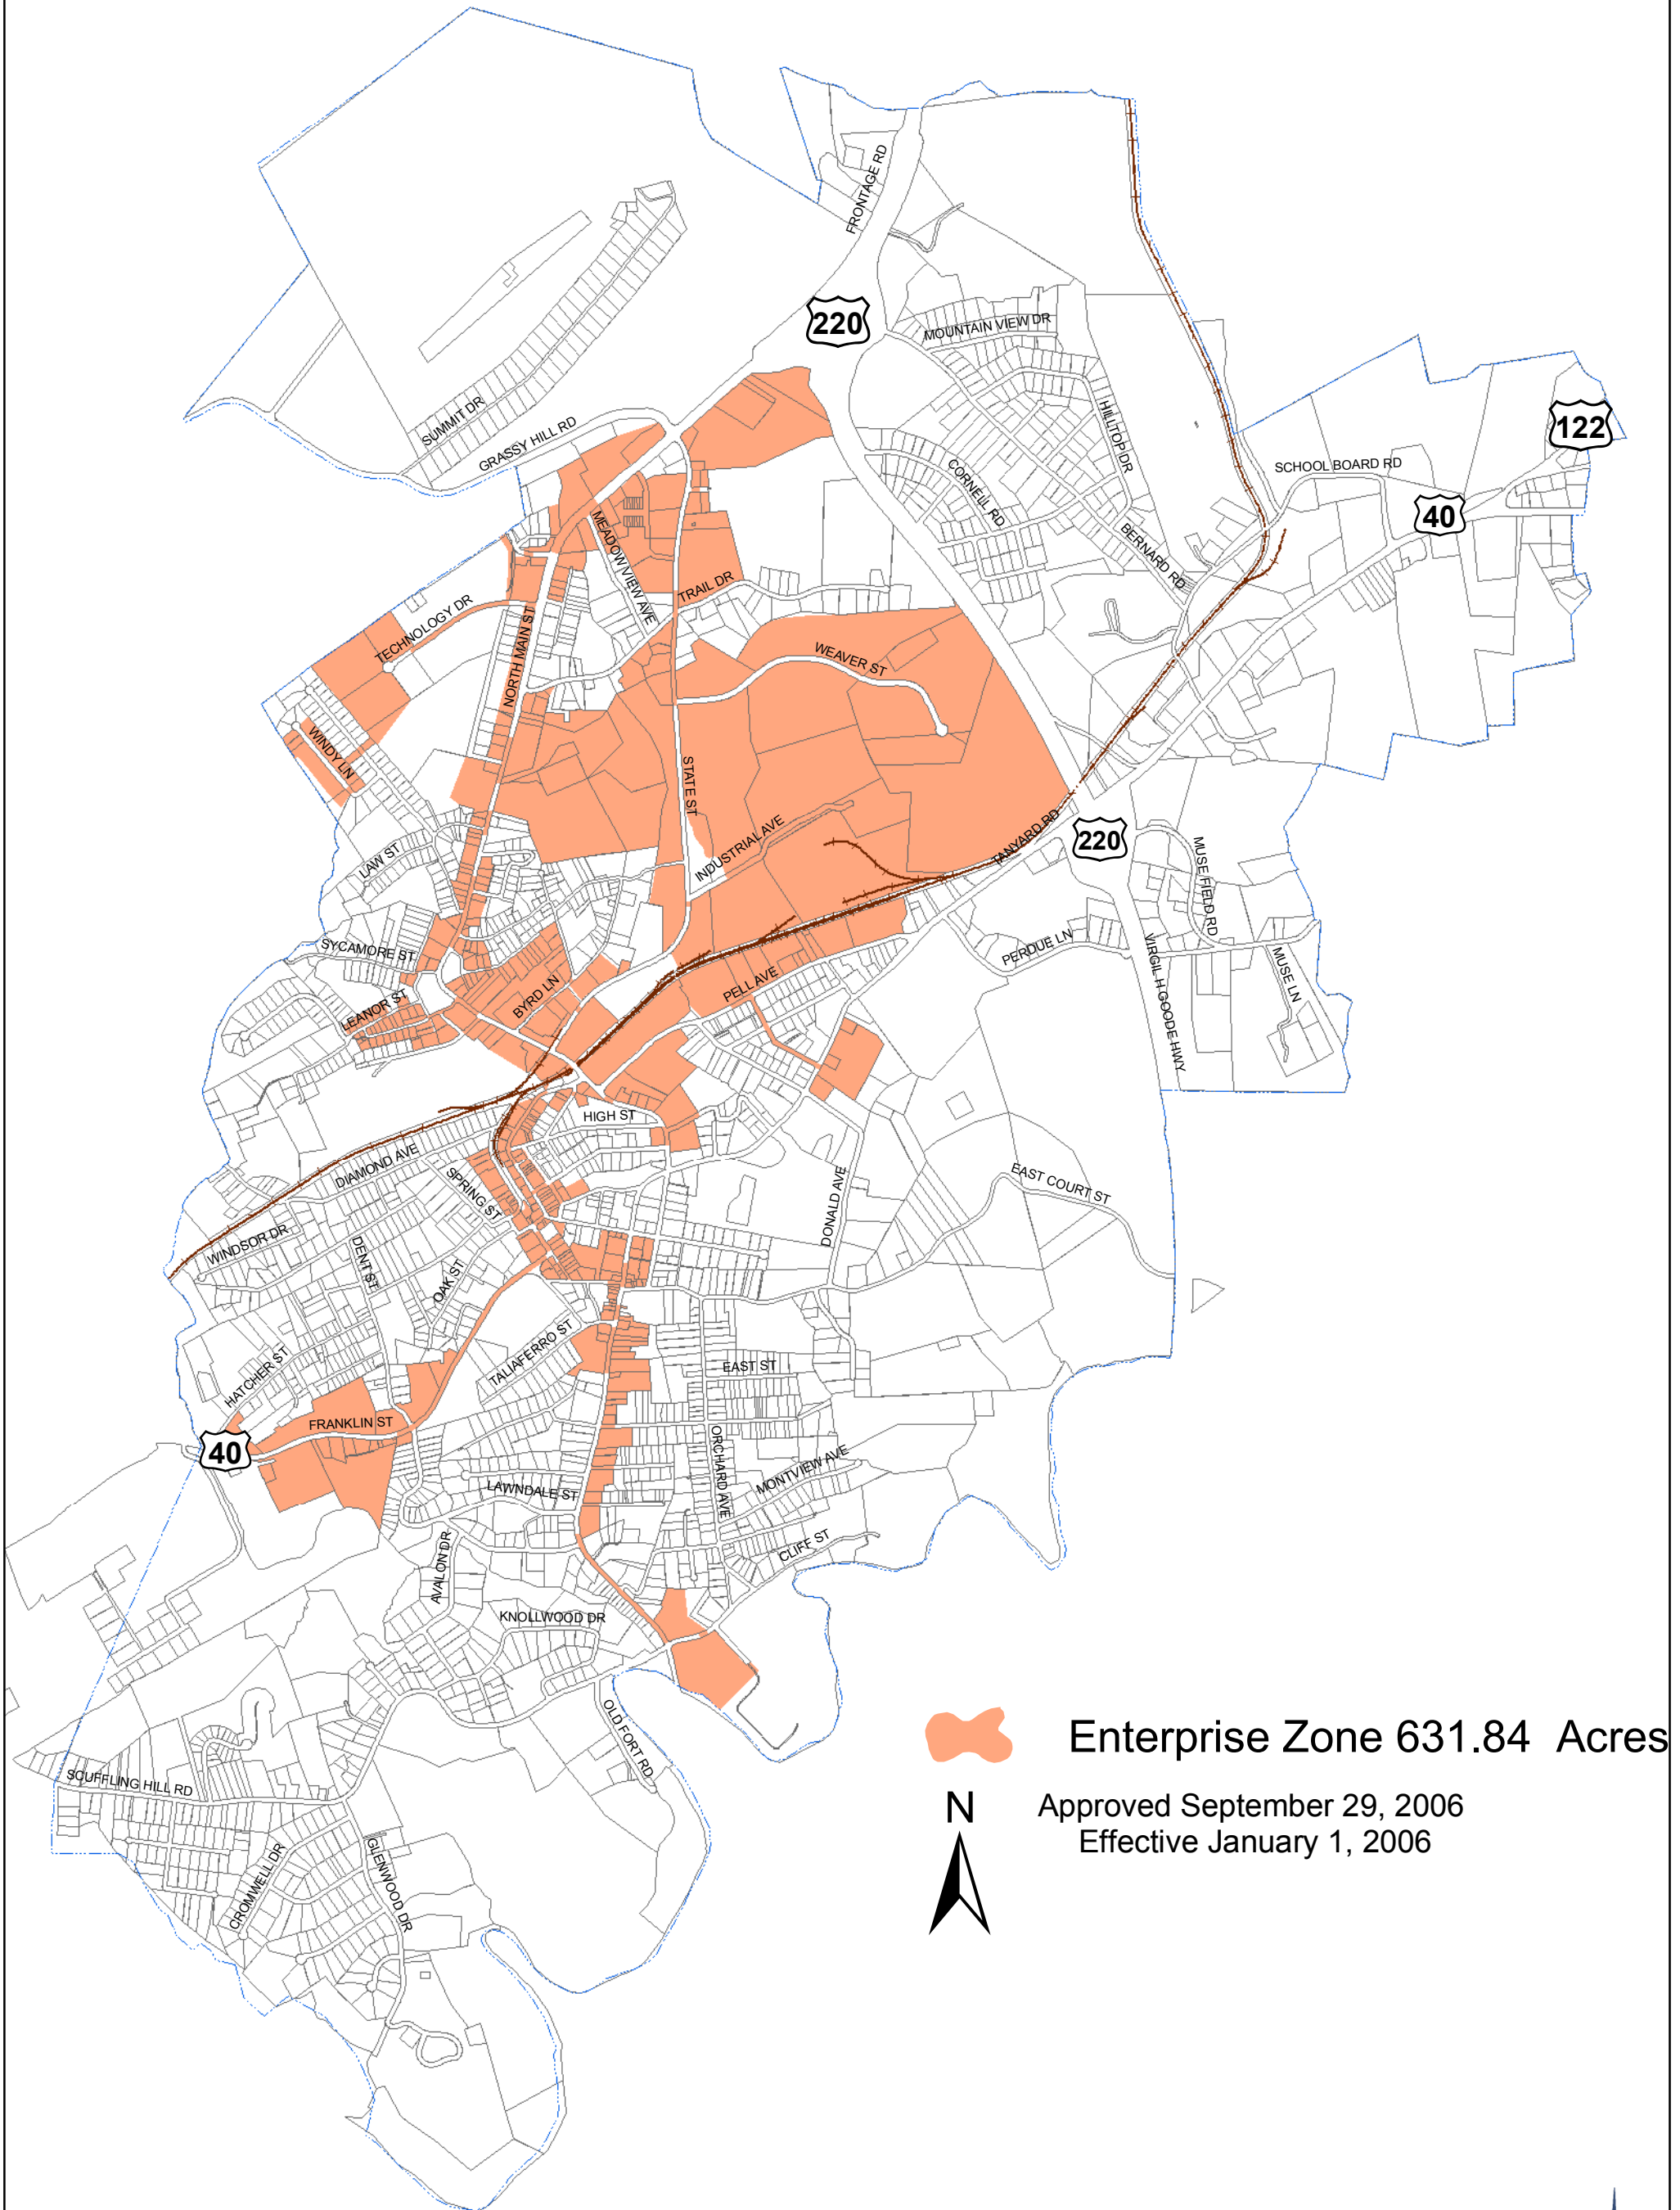 FRONTAGE RD
220
MOUNTAIN VIEW DR
SUMMIT DR
GRASSY HILL RD
HILLTOP DR
122
CORNELL RD
SCHOOL BOARD RD
40
MEADOW VIEW AVE
BERNARD RD
TRAIL DR
TECHNOLOGY DR
NORTH MAIN ST
WEAVER ST
WINDY LN
STATE ST
INDUSTRIAL AVE
TANYARD RD
220
LAW ST
MUSE FIELD RD
SYCAMORE ST
PERDUE LN
VIRGIL H GOODE HWY
MUSE LN
PELL AVE
BYRD LN
LEANOR ST
HIGH ST
DIAMOND AVE
SPRING ST
EAST COURT ST
DONALD AVE
WINDSOR DR
DENT ST
OAK ST
TALIAFERRO ST
HATCHER ST
EAST ST
FRANKLIN ST
40
ORCHARD AVE
MONTVIEW AVE
LAWNDALE ST
CLIFF ST
AVALON DR
KNOLLWOOD DR
OLD FORT RD
Enterprise Zone 631.84 Acres
SCUFFLING HILL RD
N
Approved September 29, 2006
Effective January 1, 2006
CROMWELL DR
GLENWOOD DR